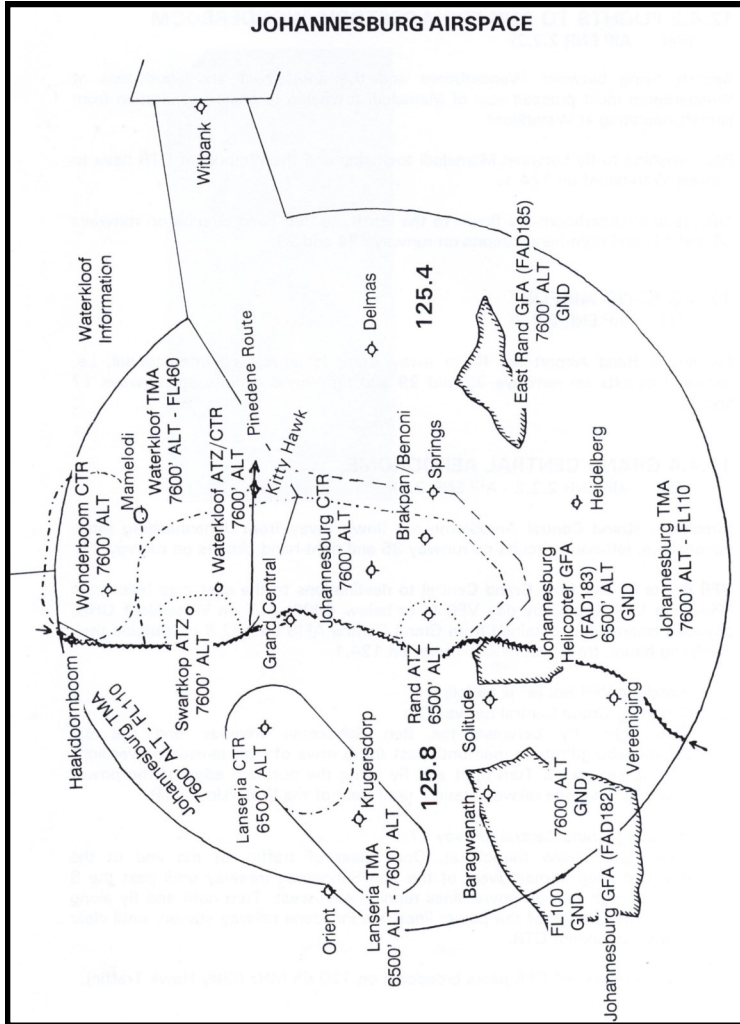 JOHANNESBURG AIRSPACE
Witbank
Waterkloof
Information
Delmas
125.4
East Rand GFA (FAD185)
7600' ALT
GND
Wonderboom CTR
7600' ALT
Mamelodi
Waterkloof TMA
7600' ALT - FL460
Waterkloof ATZ/CTR
7600' ALT
Pinedene Route
Kitty Hawk
Haakdoornboom
Swartkop ATZ
7600' ALT
Grand Central
Johannesburg CTR
7600' ALT
Brakpan/Benoni
Springs
Heidelberg
Johannesburg TMA
7600' ALT - FL110
Lanseria CTR
6500' ALT
Krugersdorp
125.8
Rand ATZ
6500' ALT
Solitude
Johannesburg
Helicopter GFA
(FAD183)
6500' ALT
GND
Johannesburg TMA
7600' ALT - FL110
Orient
Lanseria TMA
6500' ALT - 7600' ALT
Baragwanath
7600' ALT
GND
Vereeniging
FL100
GND
Johannesburg GFA (FAD182)